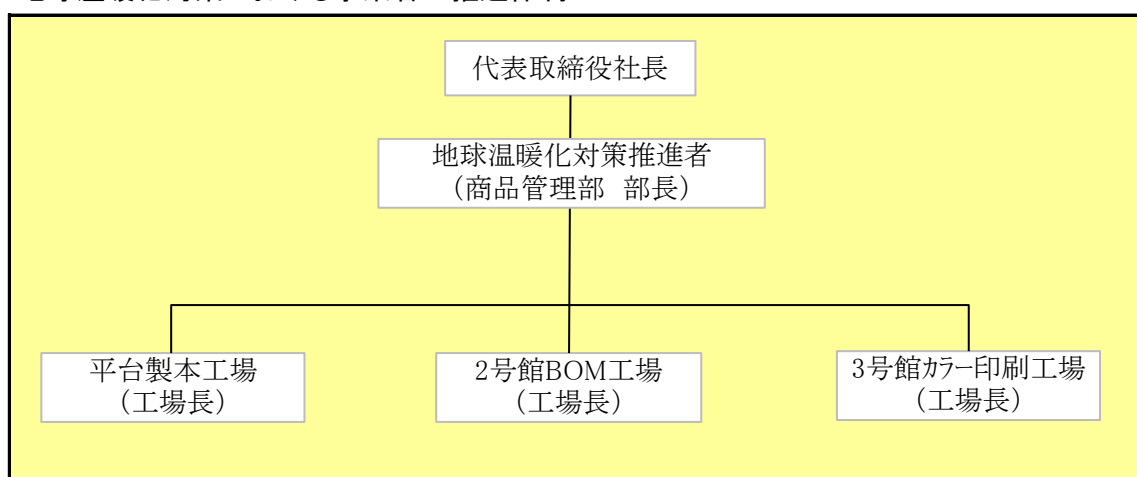 代表取締役社長
地球温暖化対策推進者
（商品管理部　部長）
平台製本工場
（工場長）
2号館BOM工場
（工場長）
3号館ｶﾗｰ印刷工場
（工場長）